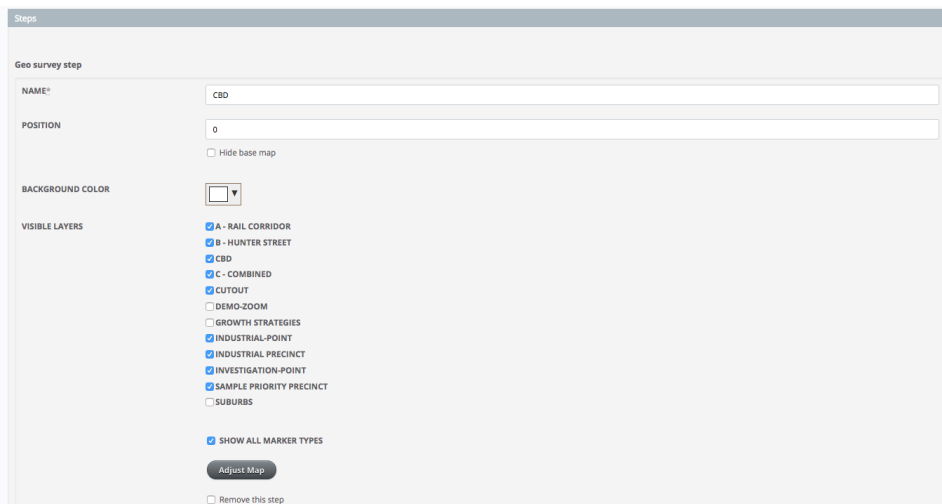 Steps
Geo survey step
NAME*
CBD
POSITION
0
Hide base map
BACKGROUND COLOR
VISIBLE LAYERS
A - RAIL CORRIDOR
B - HUNTER STREET
CBD
C - COMBINED
CUTOUT
DEMO-ZOOM
GROWTH STRATEGIES
INDUSTRIAL-POINT
INDUSTRIAL PRECINCT
INVESTIGATION-POINT
SAMPLE PRIORITY PRECINCT
SUBURBS
SHOW ALL MARKER TYPES
Adjust Map
Remove this step